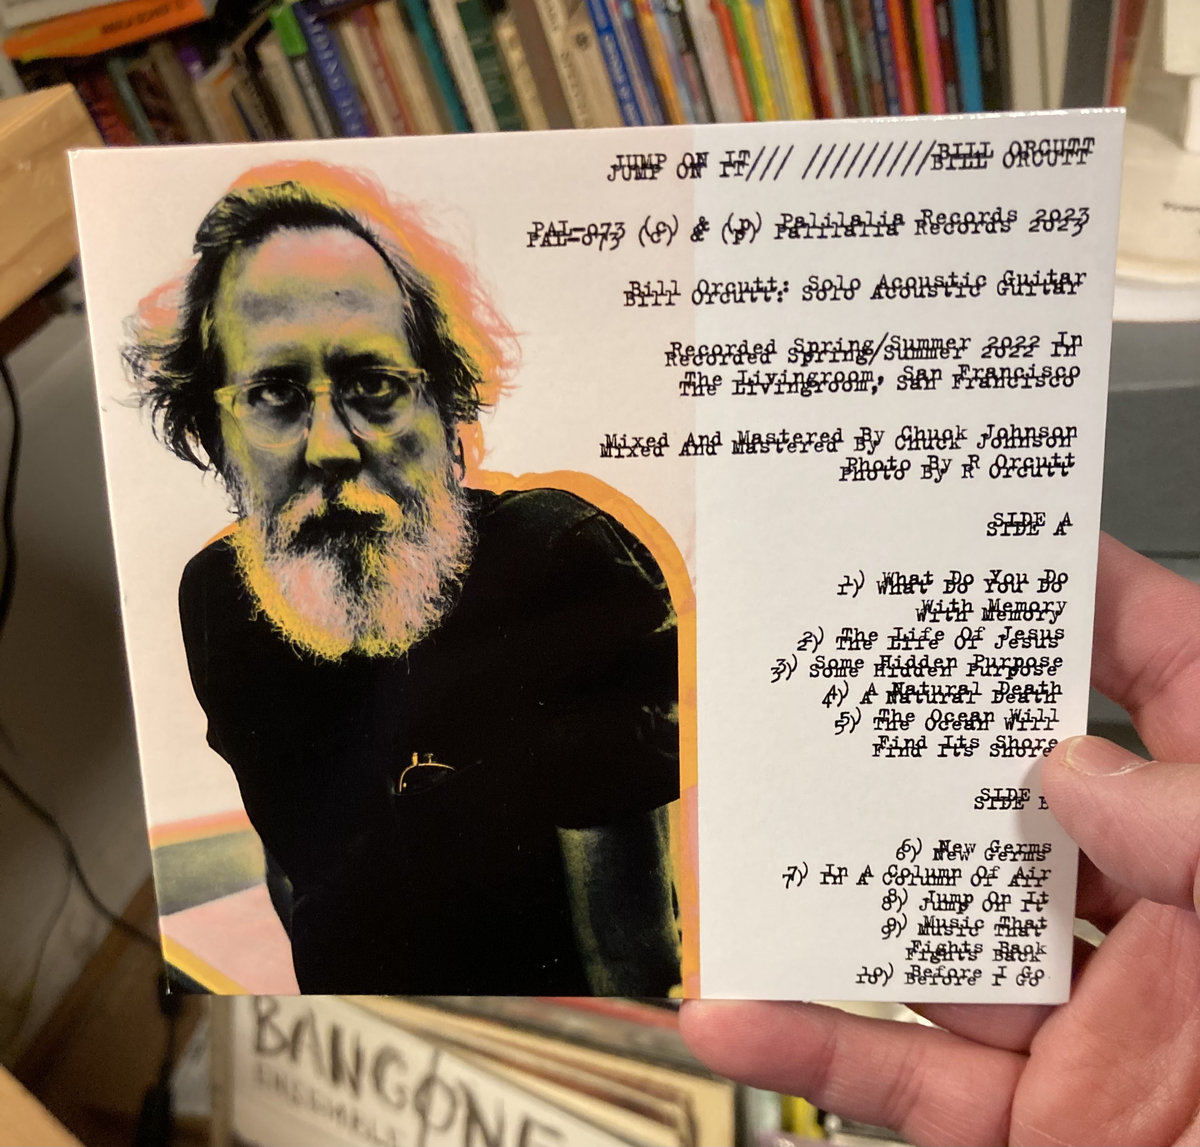 JUMP ON IT/// /////////BILL ORCUTT
PAL-073 (c) & (p) Palilalia Records 2023
Bill Orcutt: Solo Acoustic Guitar
Recorded Spring/Summer 2022 In
The Livingroom, San Francisco
Mixed And Mastered By Chuck Johnson
Photo By R Orcutt
SIDE A
1) What Do You Do
With Memory
2) The Life Of Jesus
3) Some Hidden Purpose
4) A Natural Death
5) The Ocean Will
Find Its Shore
SIDE B
6) New Germs
7) In A Column Of Air
8) Jump On It
9) Music That
Fights Back
10) Before I Go
BANGONE
ENSEMBLE